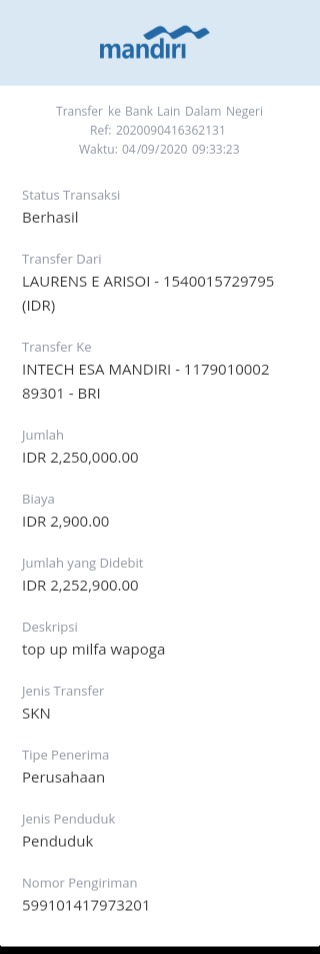 mandiri
Transfer ke Bank Lain Dalam Negeri
Ref: 2020090416362131
Waktu: 04/09/2020 09:33:23
Status Transaksi
Berhasil
Transfer Dari
LAURENS E ARISOI - 1540015729795
(IDR)
Transfer Ke
INTECH ESA MANDIRI - 1179010002
89301 - BRI
Jumlah
IDR 2,250,000.00
Biaya
IDR 2,900.00
Jumlah yang Didebit
IDR 2,252,900.00
Deskripsi
top up milfa wapoga
Jenis Transfer
SKN
Tipe Penerima
Perusahaan
Jenis Penduduk
Penduduk
Nomor Pengiriman
599101417973201